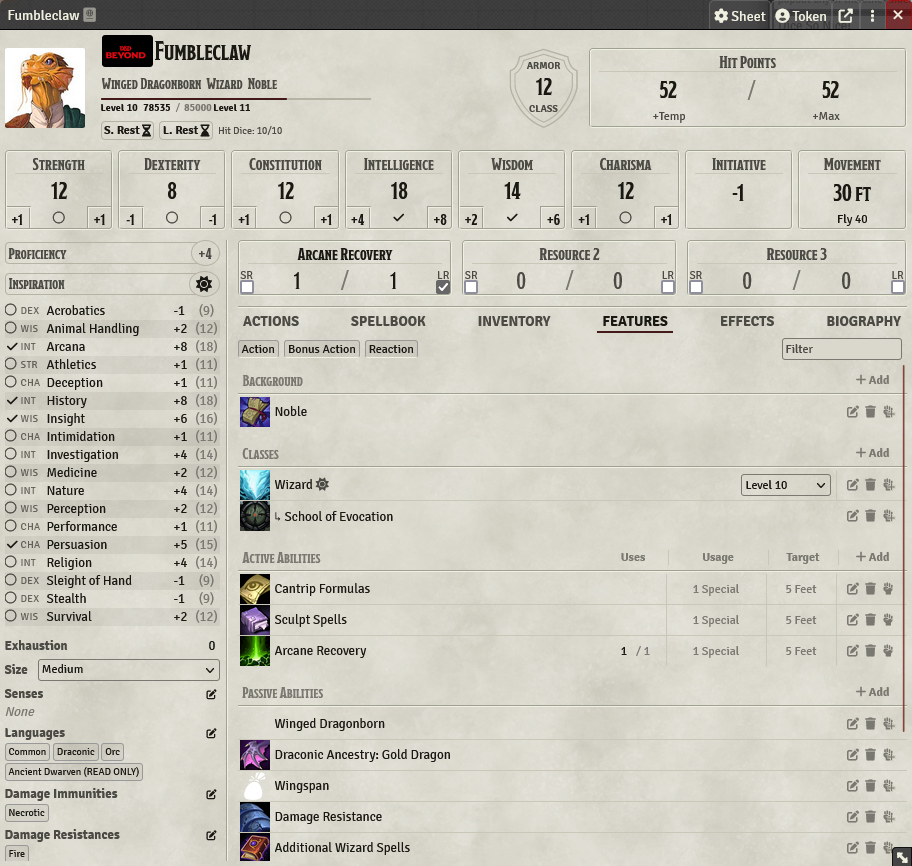 Fumbleclaw
Sheet
Token
D&D BEYOND
FUMBLECLAW
WINGED DRAGONBORN WIZARD NOBLE
Level 10 78535 / 85000 Level 11
S. Rest L. Rest Hit Dice: 10/10
ARMOR
12
CLASS
HIT POINTS
52 / 52
+Temp +Max
STRENGTH
12
+1 +1
DEXTERITY
8
-1 -1
CONSTITUTION
12
+1 +1
INTELLIGENCE
18
+4 +8
WISDOM
14
+2 +6
CHARISMA
12
+1 +1
INITIATIVE
-1
MOVEMENT
30 FT
Fly 40
PROFICIENCY +4
INSPIRATION
DEX Acrobatics -1 (9)
WIS Animal Handling +2 (12)
INT Arcana +8 (18)
STR Athletics +1 (11)
CHA Deception +1 (11)
INT History +8 (18)
WIS Insight +6 (16)
CHA Intimidation +1 (11)
INT Investigation +4 (14)
WIS Medicine +2 (12)
INT Nature +4 (14)
WIS Perception +2 (12)
CHA Performance +1 (11)
CHA Persuasion +5 (15)
INT Religion +4 (14)
DEX Sleight of Hand -1 (9)
DEX Stealth -1 (9)
WIS Survival +2 (12)
Exhaustion 0
Size Medium
Senses
None
Languages
Common Draconic Orc
Ancient Dwarven (READ ONLY)
Damage Immunities
Necrotic
Damage Resistances
Fire
ARCANE RECOVERY
SR 1 / 1 LR
RESOURCE 2
SR 0 / 0 LR
RESOURCE 3
SR 0 / 0 LR
ACTIONS SPELLBOOK INVENTORY FEATURES EFFECTS BIOGRAPHY
Action Bonus Action Reaction Filter
BACKGROUND + Add
Noble
CLASSES + Add
Wizard Level 10
↳ School of Evocation
ACTIVE ABILITIES Uses Usage Target + Add
Cantrip Formulas 1 Special 5 Feet
Sculpt Spells 1 Special 5 Feet
Arcane Recovery 1 / 1 1 Special 5 Feet
PASSIVE ABILITIES + Add
Winged Dragonborn
Draconic Ancestry: Gold Dragon
Wingspan
Damage Resistance
Additional Wizard Spells